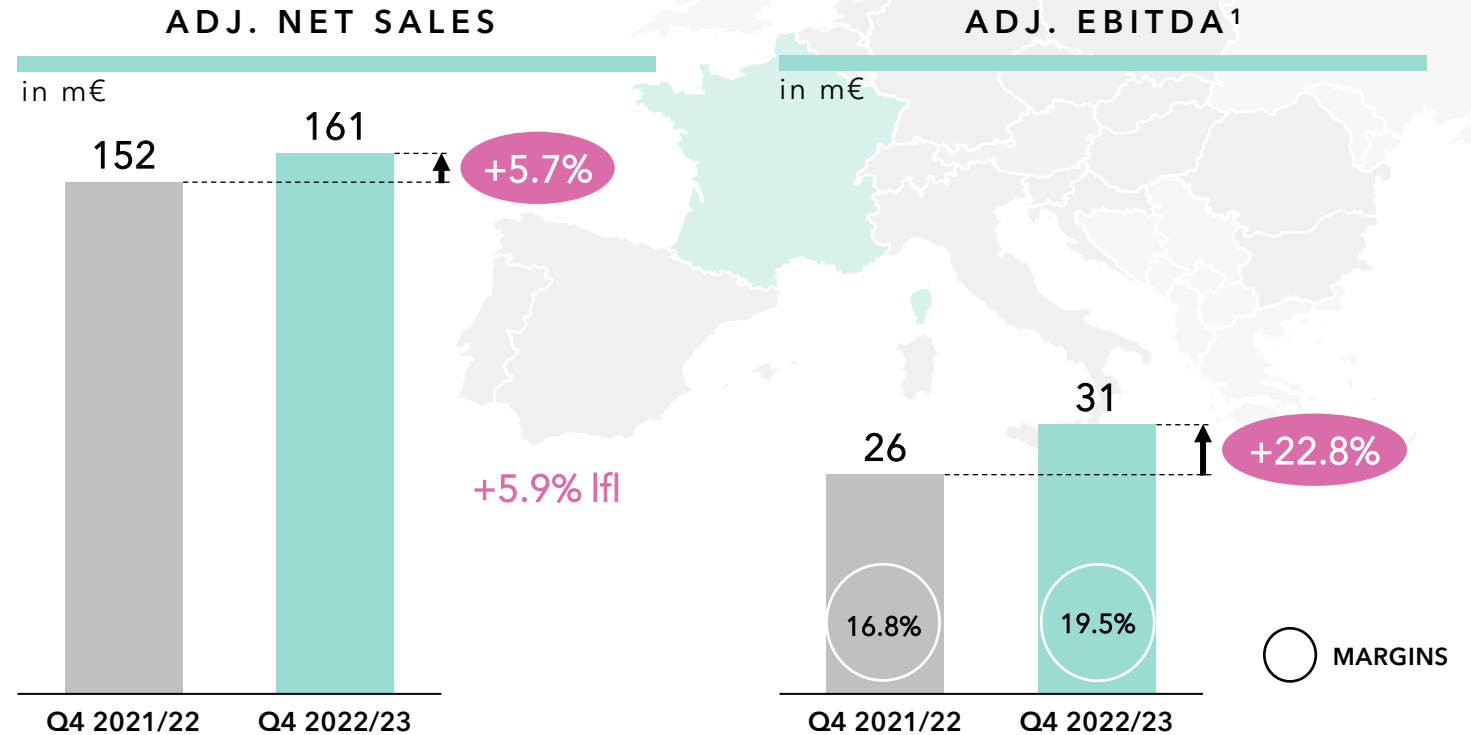 ADJ. NET SALES
in m€
152
161
+5.7%
+5.9% lfl
Q4 2021/22
Q4 2022/23
ADJ. EBITDA¹
in m€
26
31
+22.8%
16.8%
19.5%
MARGINS
Q4 2021/22
Q4 2022/23